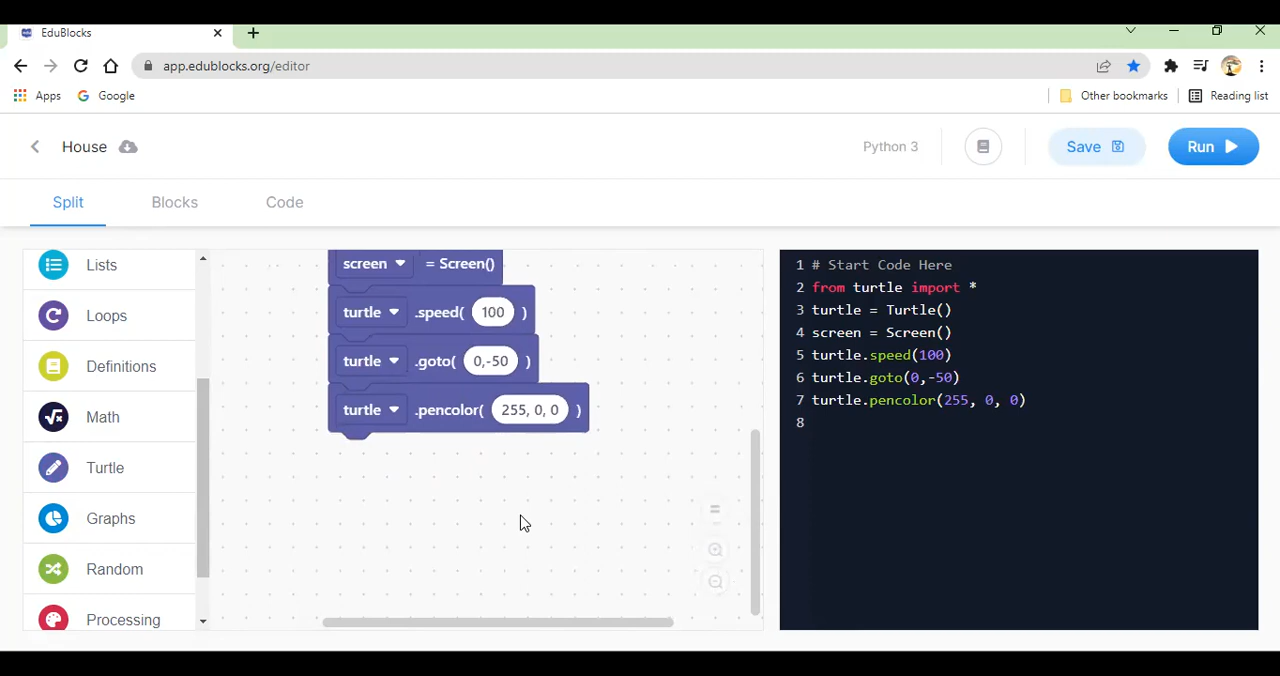 EduBlocks
app.edublocks.org/editor
Apps
Google
Other bookmarks
Reading list
House
Python 3
Save
Run
Split
Blocks
Code
Lists
Loops
Definitions
Math
Turtle
Graphs
Random
Processing
screen = Screen()
turtle .speed( 100 )
turtle .goto( 0,-50 )
turtle .pencolor( 255, 0, 0 )
1 # Start Code Here
2 from turtle import *
3 turtle = Turtle()
4 screen = Screen()
5 turtle.speed(100)
6 turtle.goto(0,-50)
7 turtle.pencolor(255, 0, 0)
8